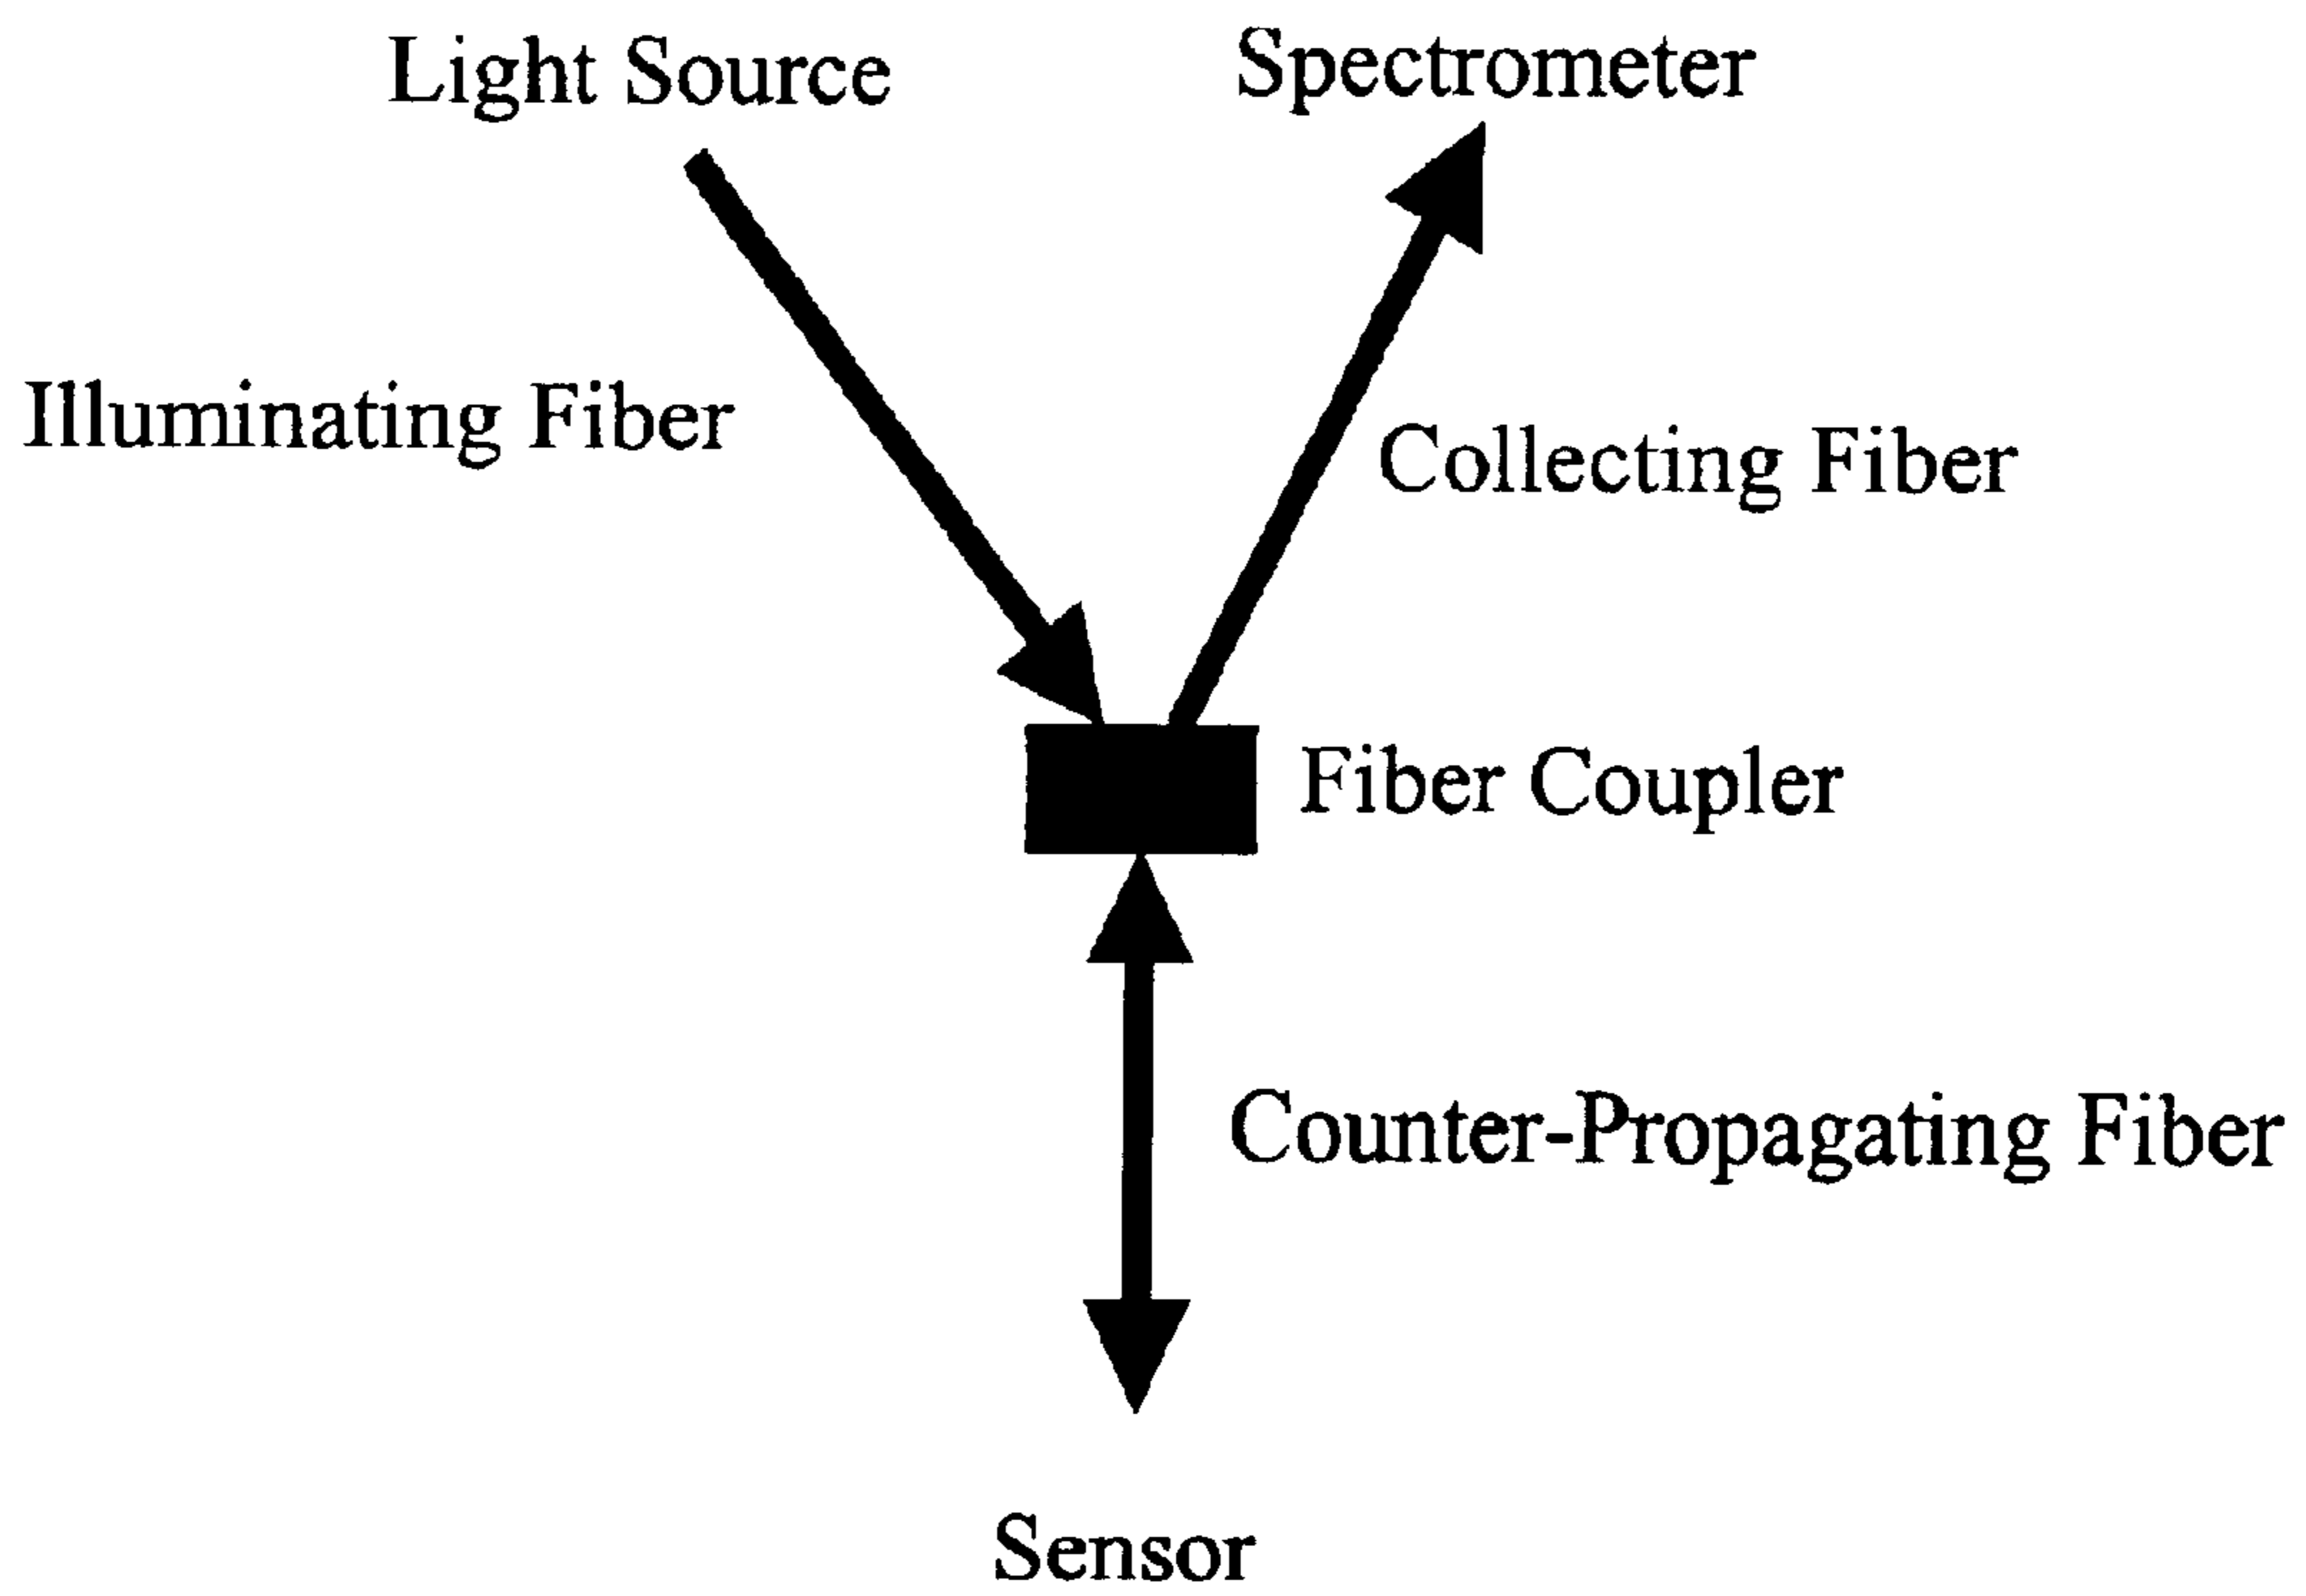 Light Source
Spectrometer
Illuminating Fiber
Collecting Fiber
Fiber Coupler
Counter-Propagating Fiber
Sensor